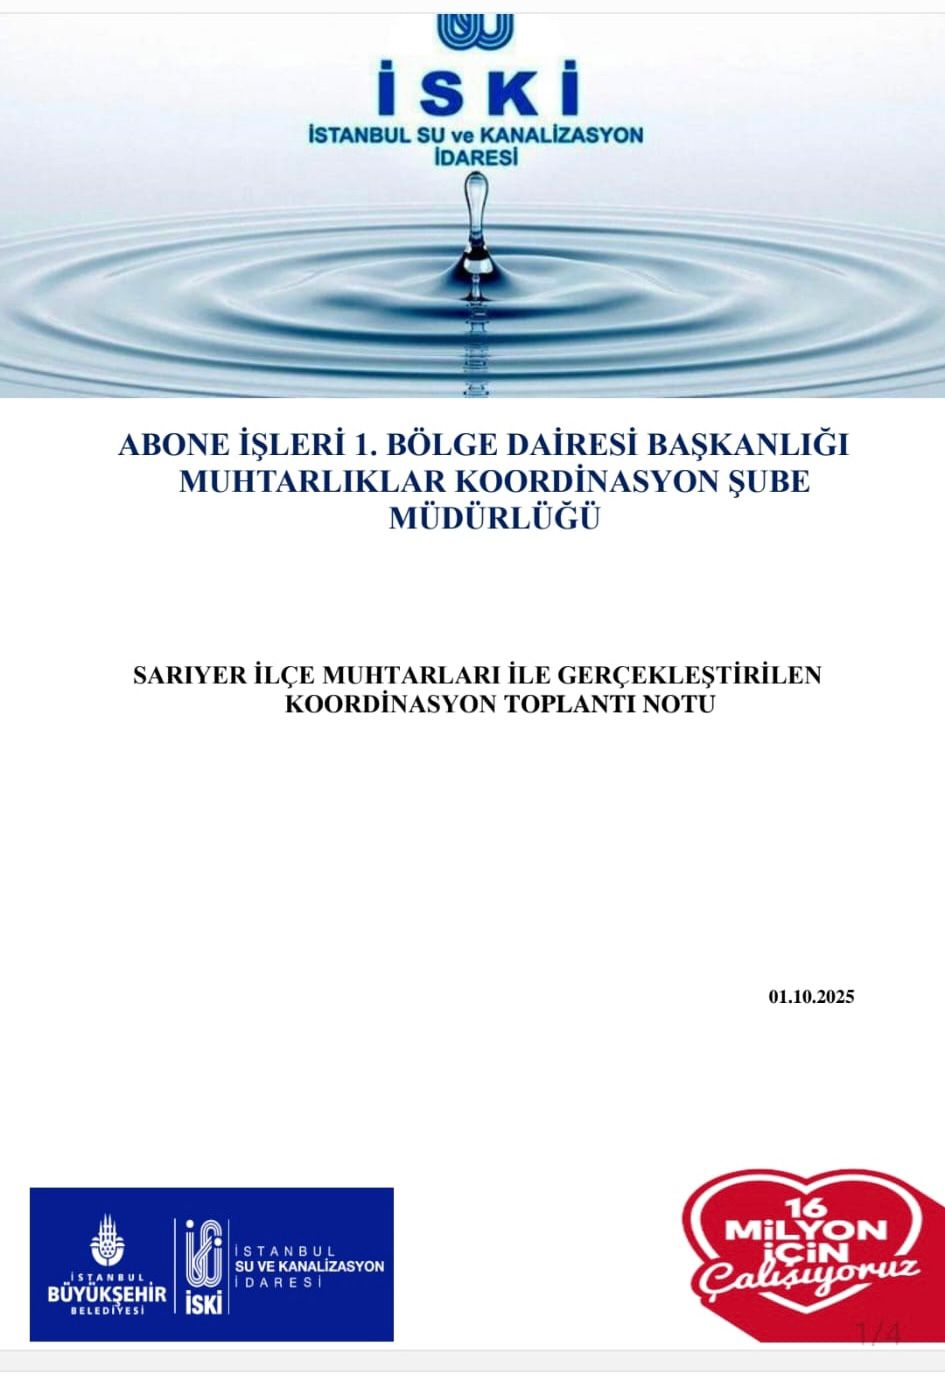 İSKİ
İSTANBUL SU ve KANALİZASYON
İDARESİ
ABONE İŞLERİ 1. BÖLGE DAİRESİ BAŞKANLIĞI
MUHTARLIKLAR KOORDİNASYON ŞUBE
MÜDÜRLÜĞÜ
SARIYER İLÇE MUHTARLARI İLE GERÇEKLEŞTİRİLEN
KOORDİNASYON TOPLANTI NOTU
01.10.2025
İSTANBUL
BÜYÜKŞEHİR
BELEDİYESİ
İSKİ
İSTANBUL
SU VE KANALİZASYON
İDARESİ
16
MİLYON
İÇİN
Çalışıyoruz
1/4